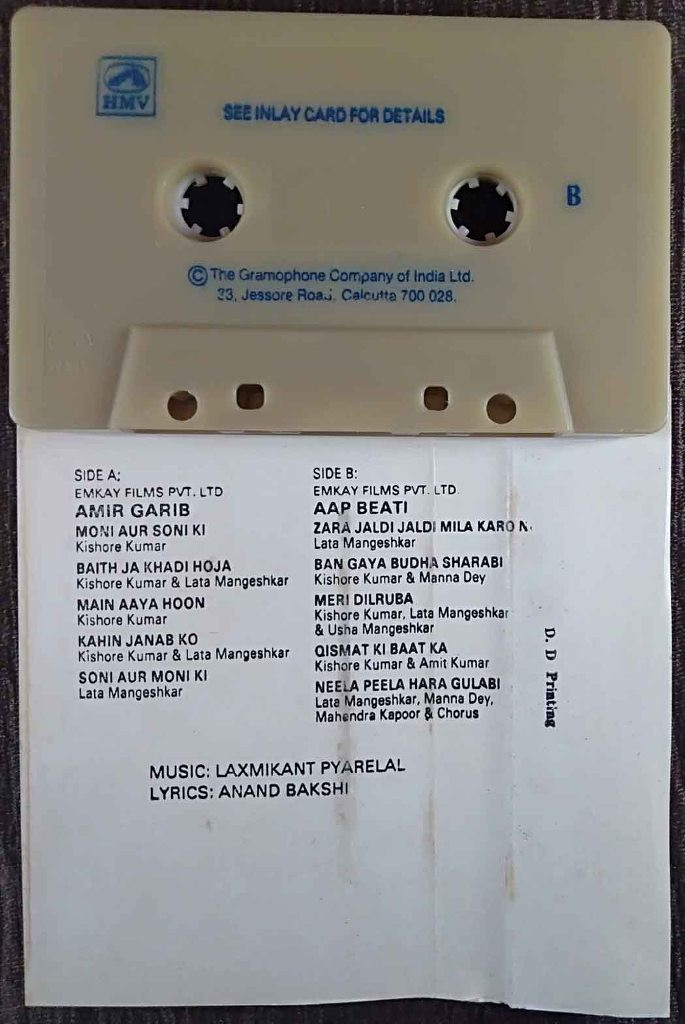 HMV
SEE INLAY CARD FOR DETAILS
B
© The Gramophone Company of India Ltd.
33, Jessore Road, Calcutta 700 028.
SIDE A:
EMKAY FILMS PVT. LTD
AMIR GARIB
MONI AUR SONI KI
Kishore Kumar
BAITH JA KHADI HOJA
Kishore Kumar & Lata Mangeshkar
MAIN AAYA HOON
Kishore Kumar
KAHIN JANAB KO
Kishore Kumar & Lata Mangeshkar
SONI AUR MONI KI
Lata Mangeshkar
SIDE B:
EMKAY FILMS PVT. LTD.
AAP BEATI
ZARA JALDI JALDI MILA KARO
Lata Mangeshkar
BAN GAYA BUDHA SHARABI
Kishore Kumar & Manna Dey
MERI DILRUBA
Kishore Kumar, Lata Mangeshkar
& Usha Mangeshkar
QISMAT KI BAAT KA
Kishore Kumar & Amit Kumar
NEELA PEELA HARA GULABI
Lata Mangeshkar, Manna Dey,
Mahendra Kapoor & Chorus
D. D Printing
MUSIC: LAXMIKANT PYARELAL
LYRICS: ANAND BAKSHI